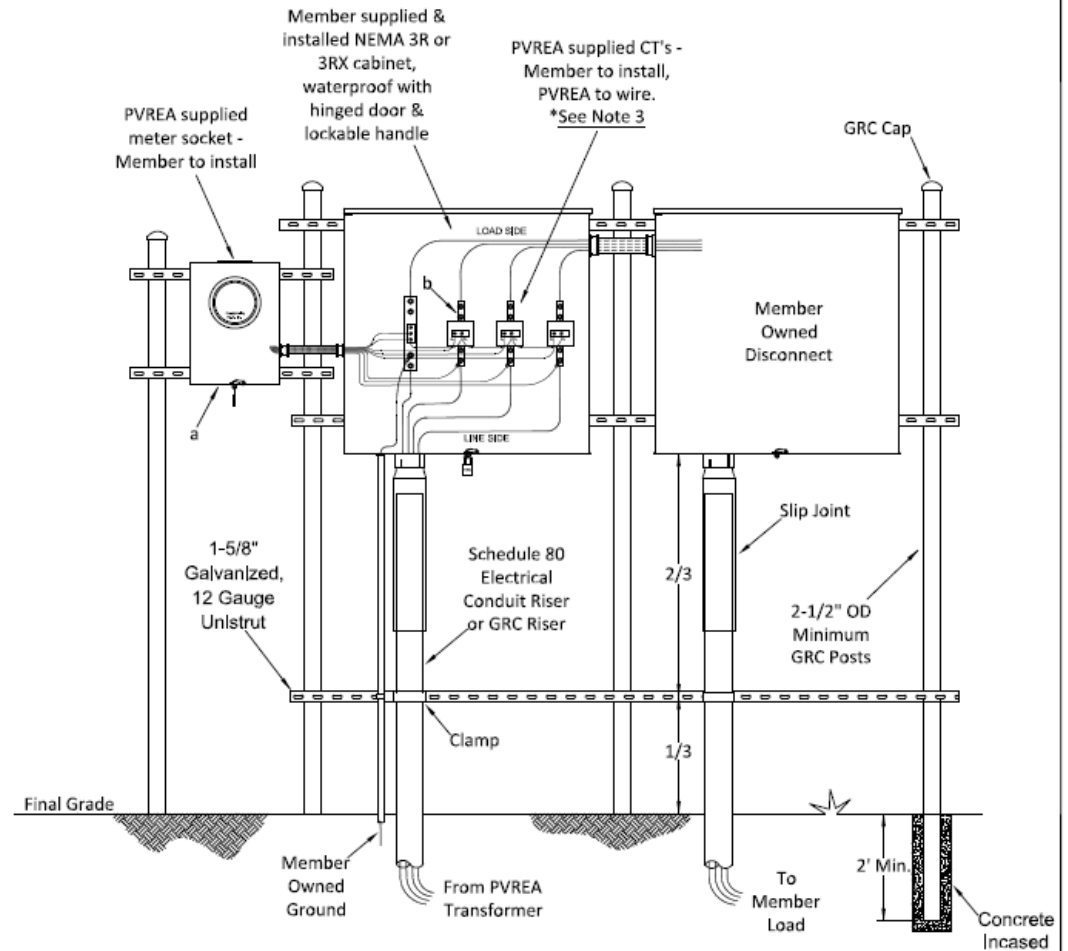 Member supplied &
installed NEMA 3R or
3RX cabinet,
waterproof with
hinged door &
lockable handle
PVREA supplied CT's -
Member to install,
PVREA to wire.
*See Note 3
PVREA supplied
meter socket -
Member to install
GRC Cap
LOAD SIDE
b
Member
Owned
Disconnect
a
LINE SIDE
Slip Joint
1-5/8"
Galvanized,
12 Gauge
Unistrut
Schedule 80
Electrical
Conduit Riser
or GRC Riser
2/3
2-1/2" OD
Minimum
GRC Posts
Clamp
1/3
Final Grade
2' Min.
Member
Owned
Ground
From PVREA
Transformer
To
Member
Load
Concrete
Incased